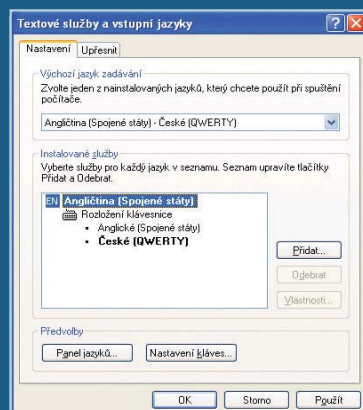 Textové služby a vstupní jazyky
Nastavení Upřesnit
Výchozí jazyk zadávání
Zvolte jeden z nainstalovaných jazyků, který chcete použít při spuštění
počítače.
Angličtina (Spojené státy) - České (QWERTY)
Instalované služby
Vyberte služby pro každý jazyk v seznamu. Seznam upravíte tlačítky
Přidat a Odebrat.
EN Angličtina (Spojené státy)
Rozložení klávesnice
• Anglické (Spojené státy)
• České (QWERTY)
Přidat...
Odebrat
Vlastnosti...
Předvolby
Panel jazyků... Nastavení kláves...
OK Storno Použít